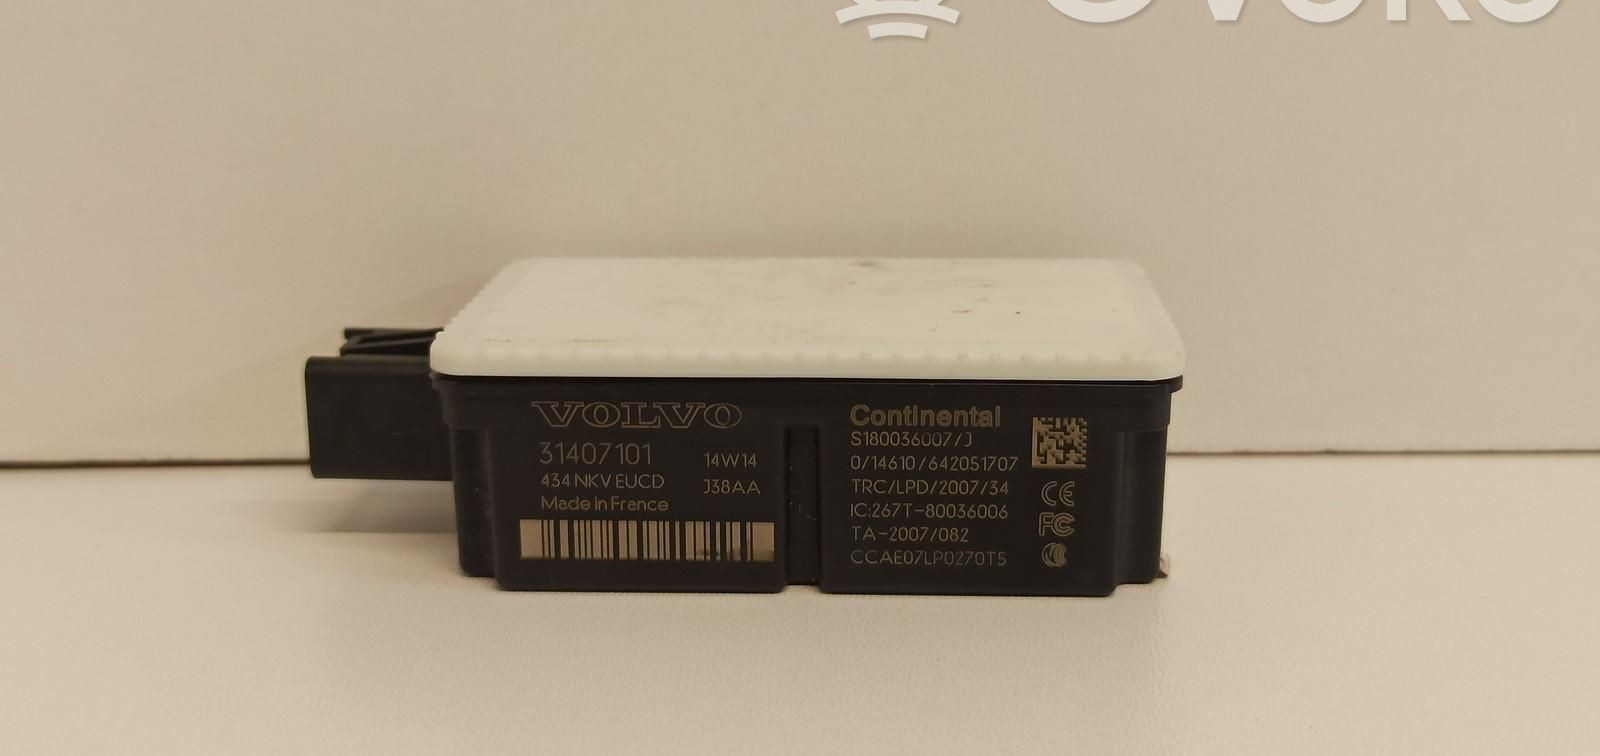 VOLVO
31407101
14W14
434 NKV EUCD
J38AA
Made in France
Continental
S180036007/J
0/14610/642051707
TRC/LPD/2007/34
IC:267T-80036006
TA-2007/082
CCAE07LP0270T5
CE
FC